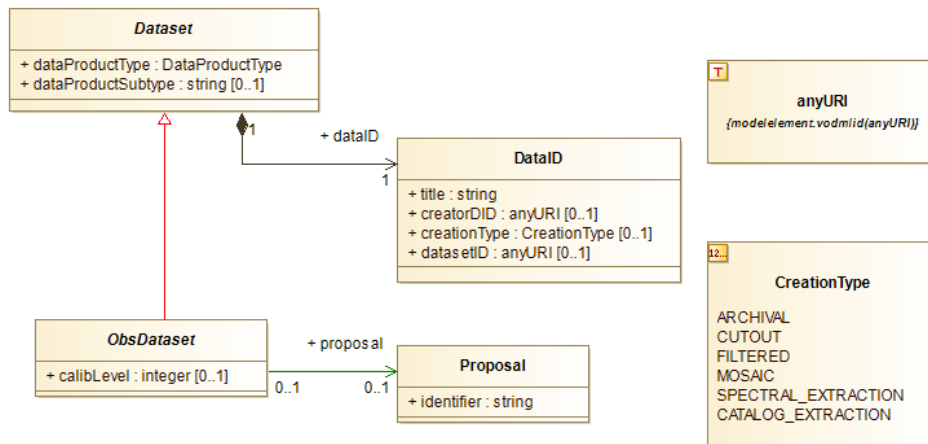 Dataset
+ dataProductType : DataProductType
+ dataProductSubtype : string [0..1]
T
anyURI
{modelelement.vodmlid(anyURI)}
1
+ dataID
1
DataID
+ title : string
+ creatorDID : anyURI [0..1]
+ creationType : CreationType [0..1]
+ datasetID : anyURI [0..1]
12...
CreationType
ARCHIVAL
CUTOUT
FILTERED
MOSAIC
SPECTRAL_EXTRACTION
CATALOG_EXTRACTION
ObsDataset
+ calibLevel : integer [0..1]
+ proposal
0..1
0..1
Proposal
+ identifier : string